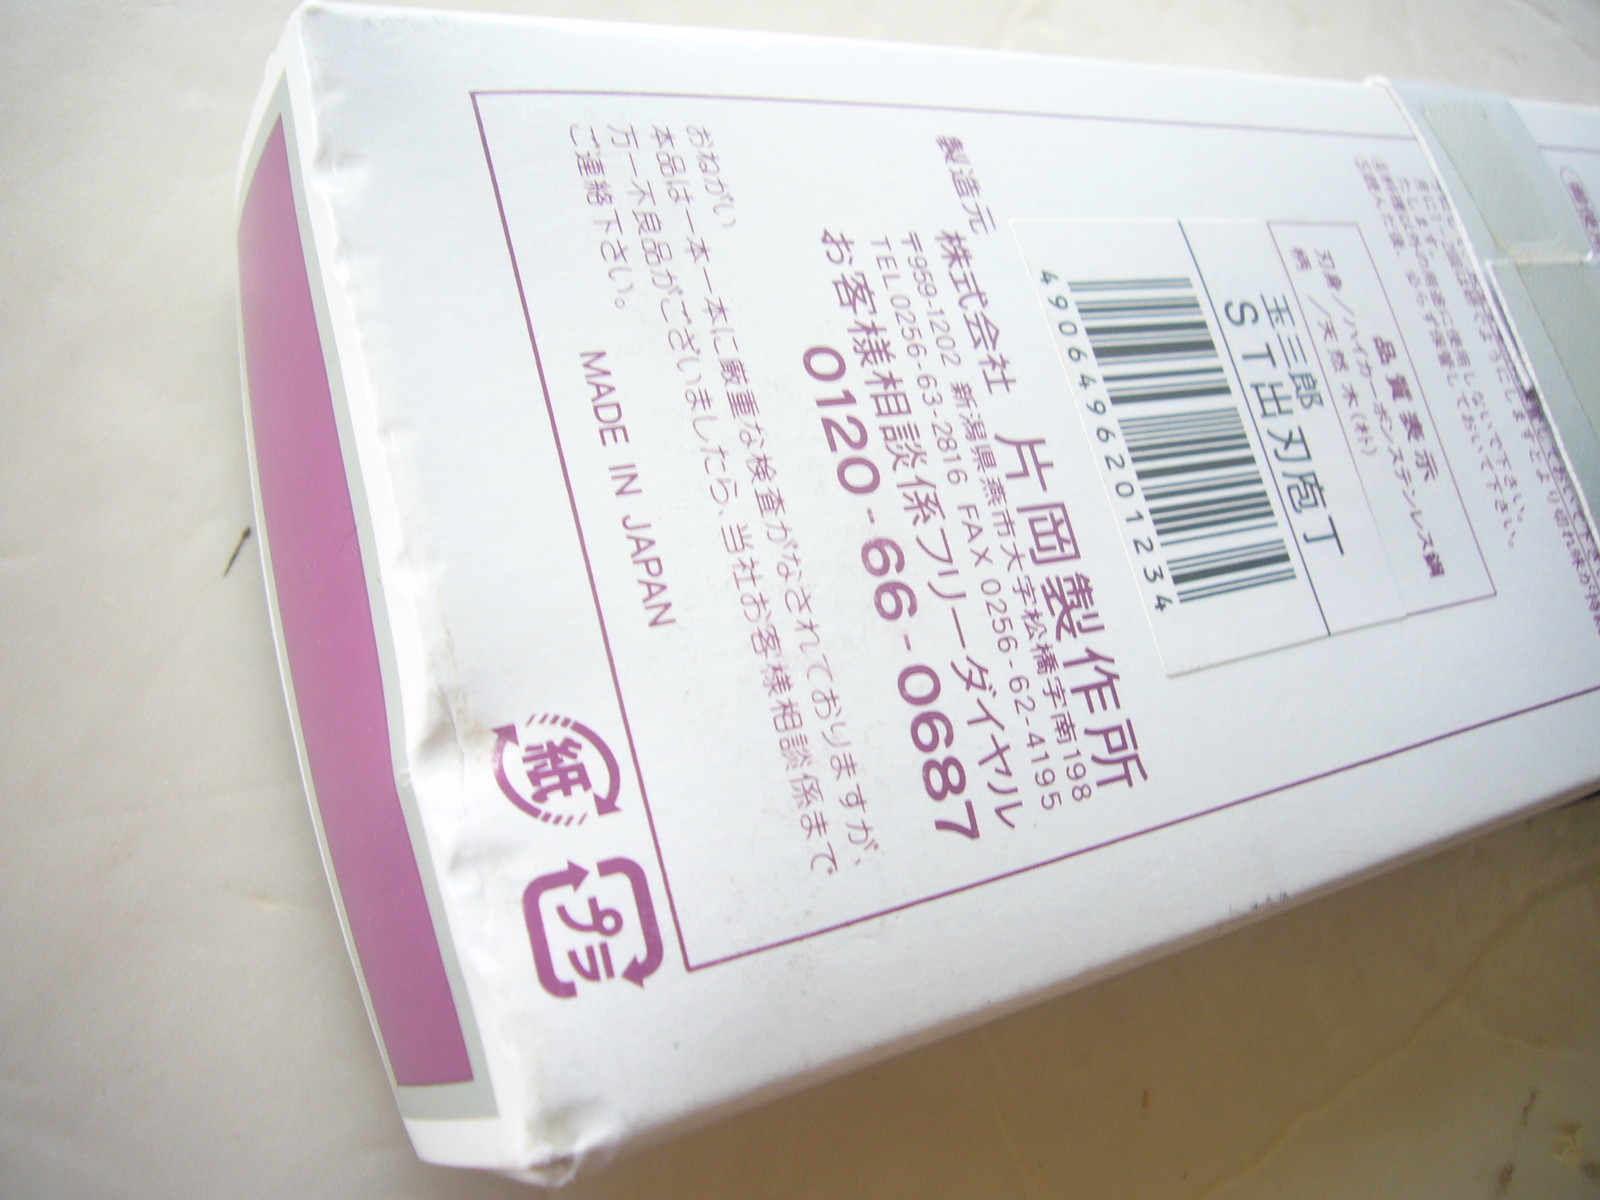 品質表示
刃身／ハイカーボンステンレス鋼
柄　／天然木(朴)
玉三郎
ＳＴ出刃庖丁
4906496201234
製造元　株式会社　片岡製作所
〒959-1202 新潟県燕市大字松橋字南198
TEL 0256-63-2816 FAX 0256-62-4195
お客様相談係フリーダイヤル
0120-66-0687
おねがい
本品は一本一本に厳重な検査がなされておりますが、
万一不良品がございましたら、当社お客様相談係まで
ご連絡下さい。
MADE IN JAPAN
紙
プラ